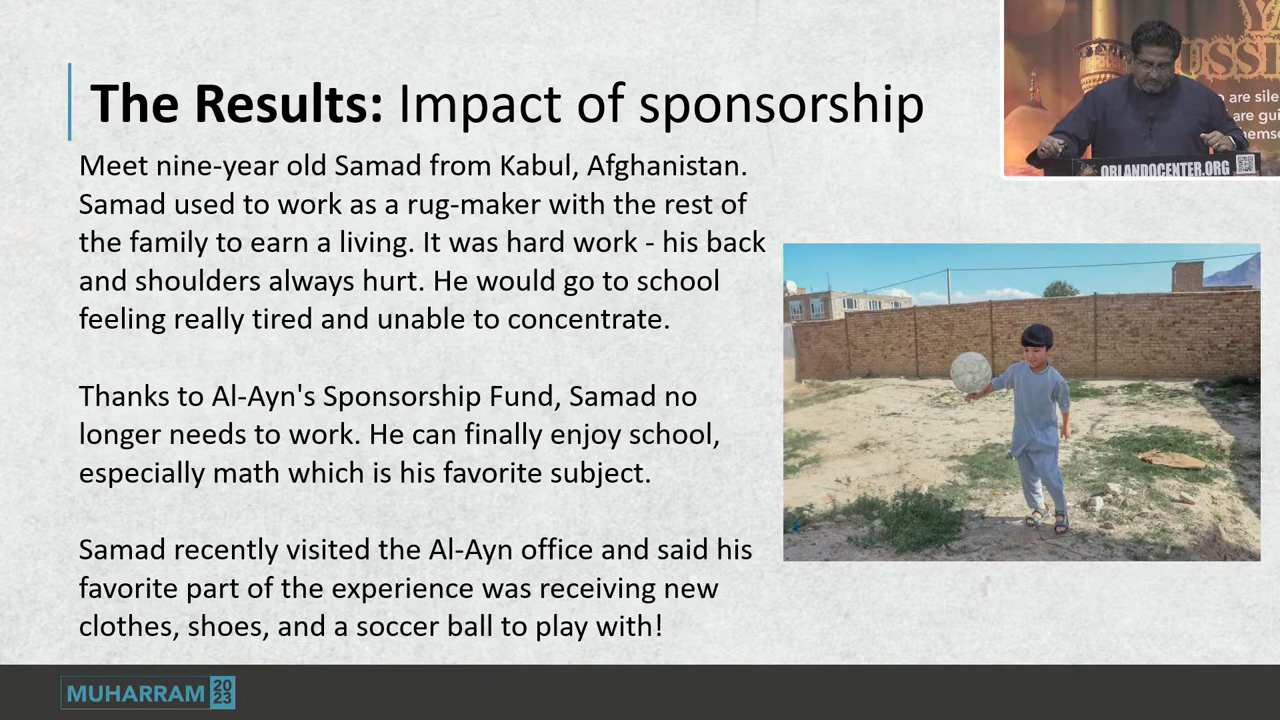 The Results: Impact of sponsorship
Meet nine-year old Samad from Kabul, Afghanistan.
Samad used to work as a rug-maker with the rest of
the family to earn a living. It was hard work - his back
and shoulders always hurt. He would go to school
feeling really tired and unable to concentrate.
Thanks to Al-Ayn's Sponsorship Fund, Samad no
longer needs to work. He can finally enjoy school,
especially math which is his favorite subject.
Samad recently visited the Al-Ayn office and said his
favorite part of the experience was receiving new
clothes, shoes, and a soccer ball to play with!
are sile
are gui
ORLANDOCENTER.ORG
MUHARRAM 2023